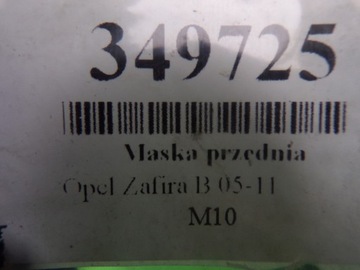 349725
Maska przednia
Opel Zafira B 05-11
M10